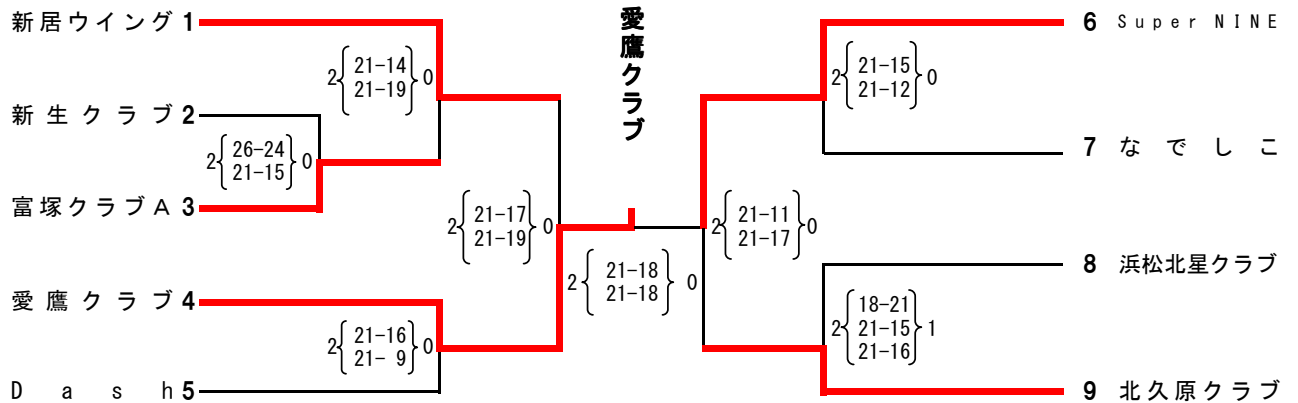 愛鷹クラブ
新居ウイング 1
2 21-14 0
21-19
新生クラブ 2
2 26-24 0
21-15
富塚クラブA 3
2 21-17 0
21-19
愛鷹クラブ 4
2 21-16 0
21- 9
Dash 5
2 21-18 0
21-18
6 Super NINE
2 21-15 0
21-12
7 なでしこ
2 21-11 0
21-17
8 浜松北星クラブ
18-21
2 21-15 1
21-16
9 北久原クラブ